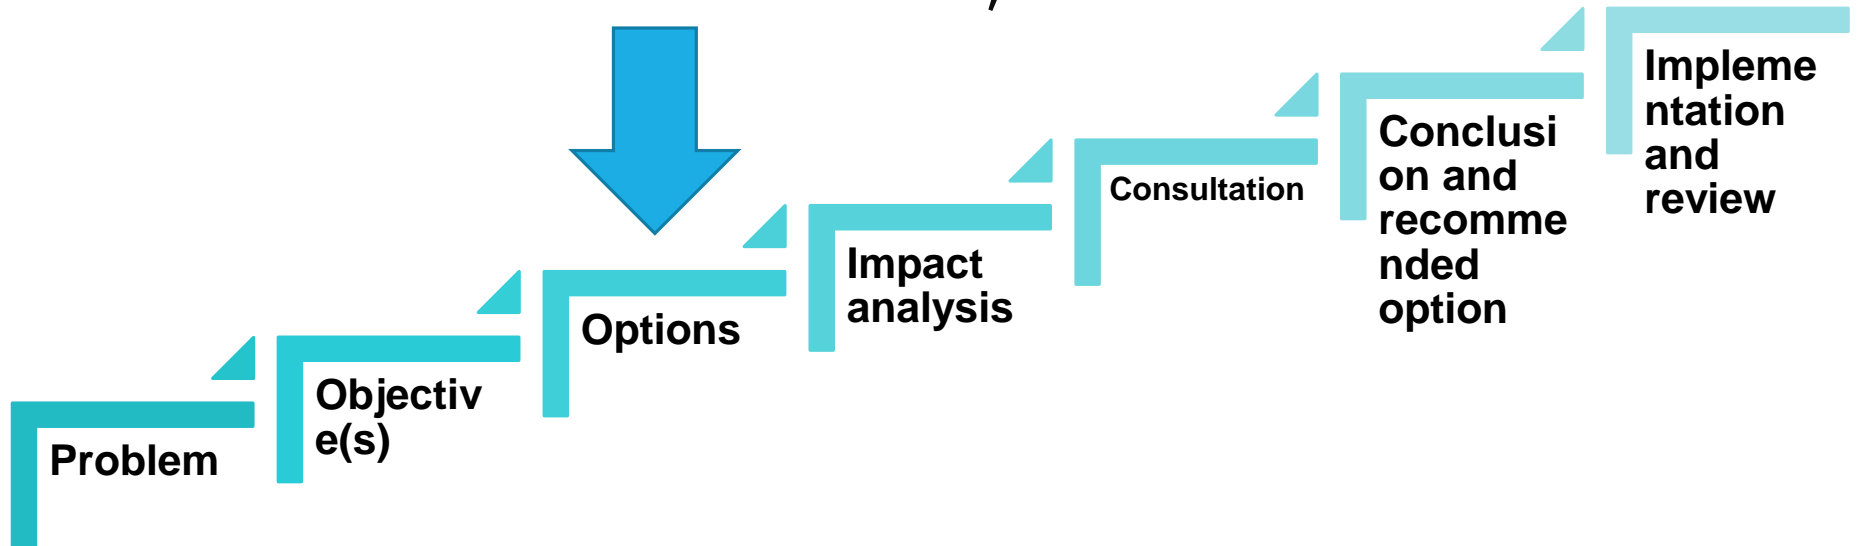 Problem
Objectiv
e(s)
Options
Impact
analysis
Consultation
Conclusi
on and
recomme
nded
option
Impleme
ntation
and
review